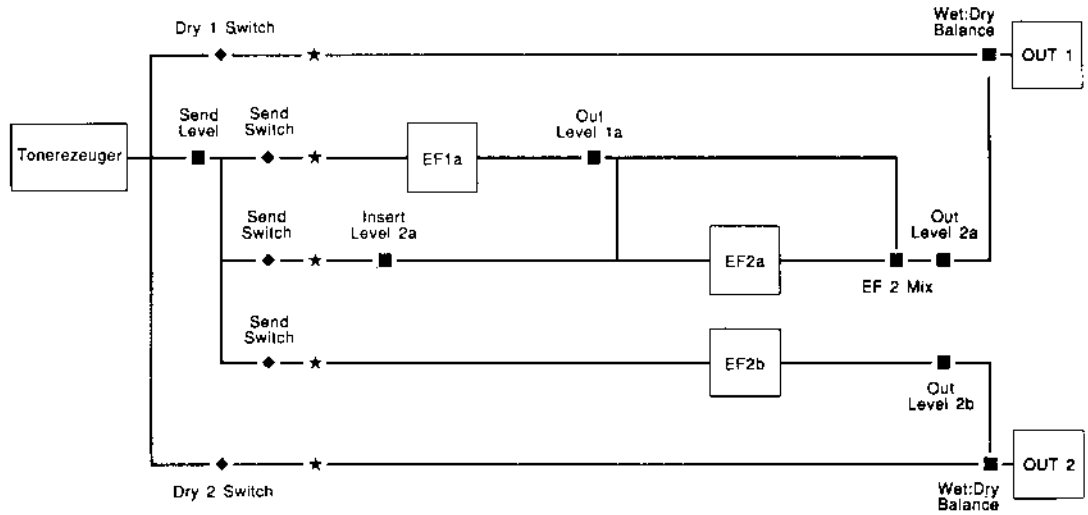 Dry 1 Switch
Wet:Dry
Balance
OUT 1
Send
Level
Send
Switch
Out
Level 1a
Tonerezeuger
EF1a
Send
Switch
Insert
Level 2a
EF2a
Out
Level 2a
EF 2 Mix
Send
Switch
EF2b
Out
Level 2b
OUT 2
Dry 2 Switch
Wet:Dry
Balance